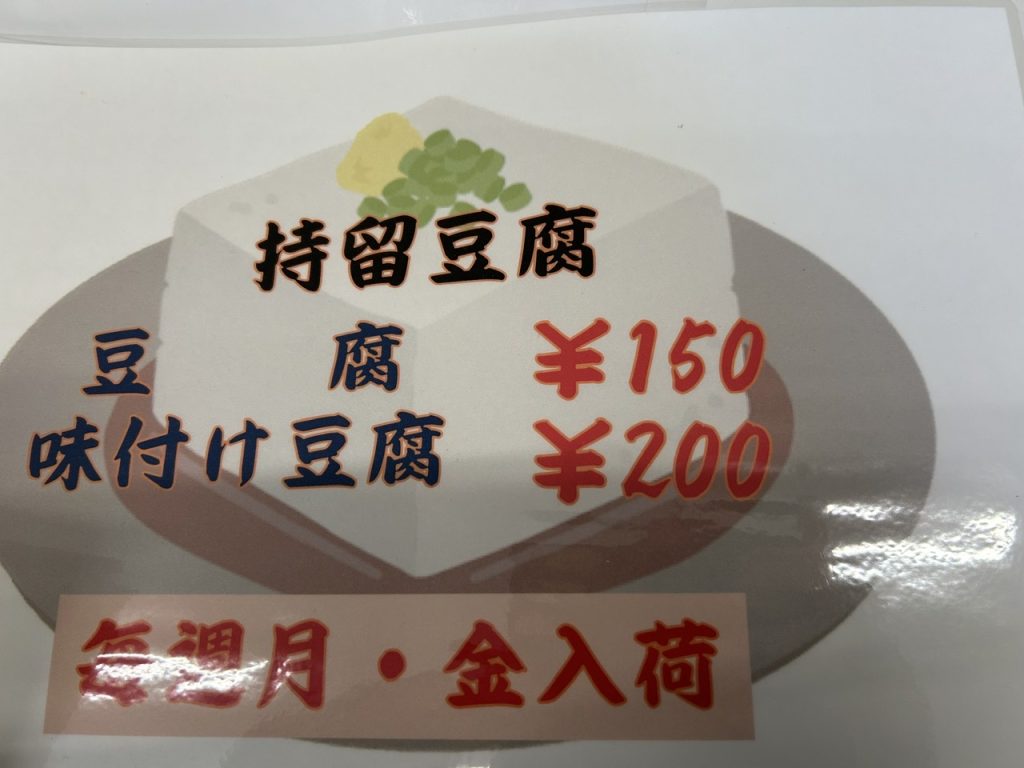 持留豆腐
豆 腐 ¥150
味付け豆腐 ¥200
毎週月・金入荷